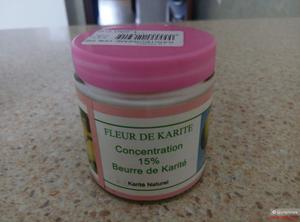 FLEUR DE KARITE
Concentration
15%
Beurre de Karité
Karité Naturel